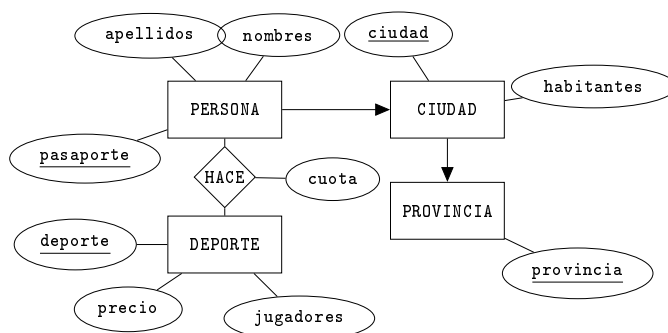 apellidos
nombres
ciudad
habitantes
PERSONA
CIUDAD
pasaporte
HACE
cuota
PROVINCIA
deporte
DEPORTE
provincia
precio
jugadores